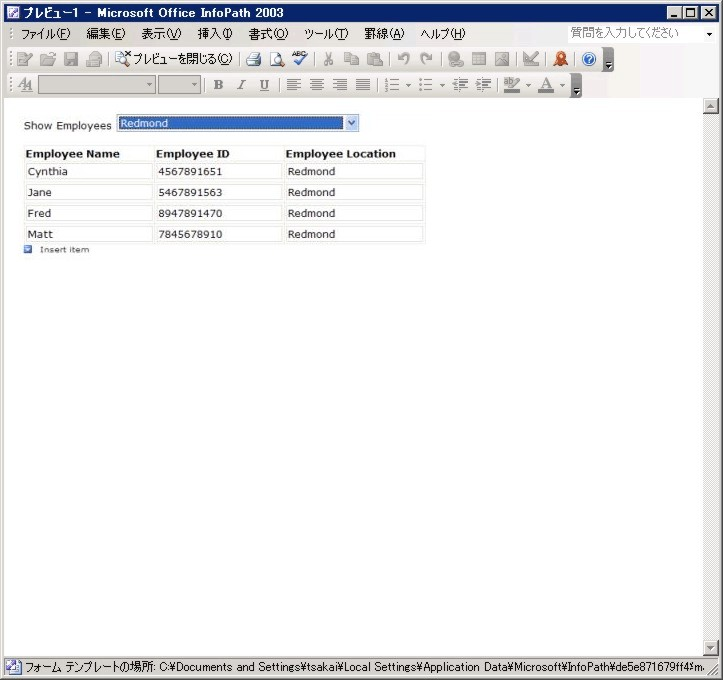 プレビュー1 - Microsoft Office InfoPath 2003
ファイル(F) 編集(E) 表示(V) 挿入(I) 書式(O) ツール(T) 罫線(A) ヘルプ(H) 質問を入力してください
プレビューを閉じる(C)
B I U A
Show Employees Redmond
Employee Name Employee ID Employee Location
Cynthia 4567891651 Redmond
Jane 5467891563 Redmond
Fred 8947891470 Redmond
Matt 7845678910 Redmond
Insert item
フォーム テンプレートの場所: C:¥Documents and Settings¥tsakai¥Local Settings¥Application Data¥Microsoft¥InfoPath¥de5e871679ff4